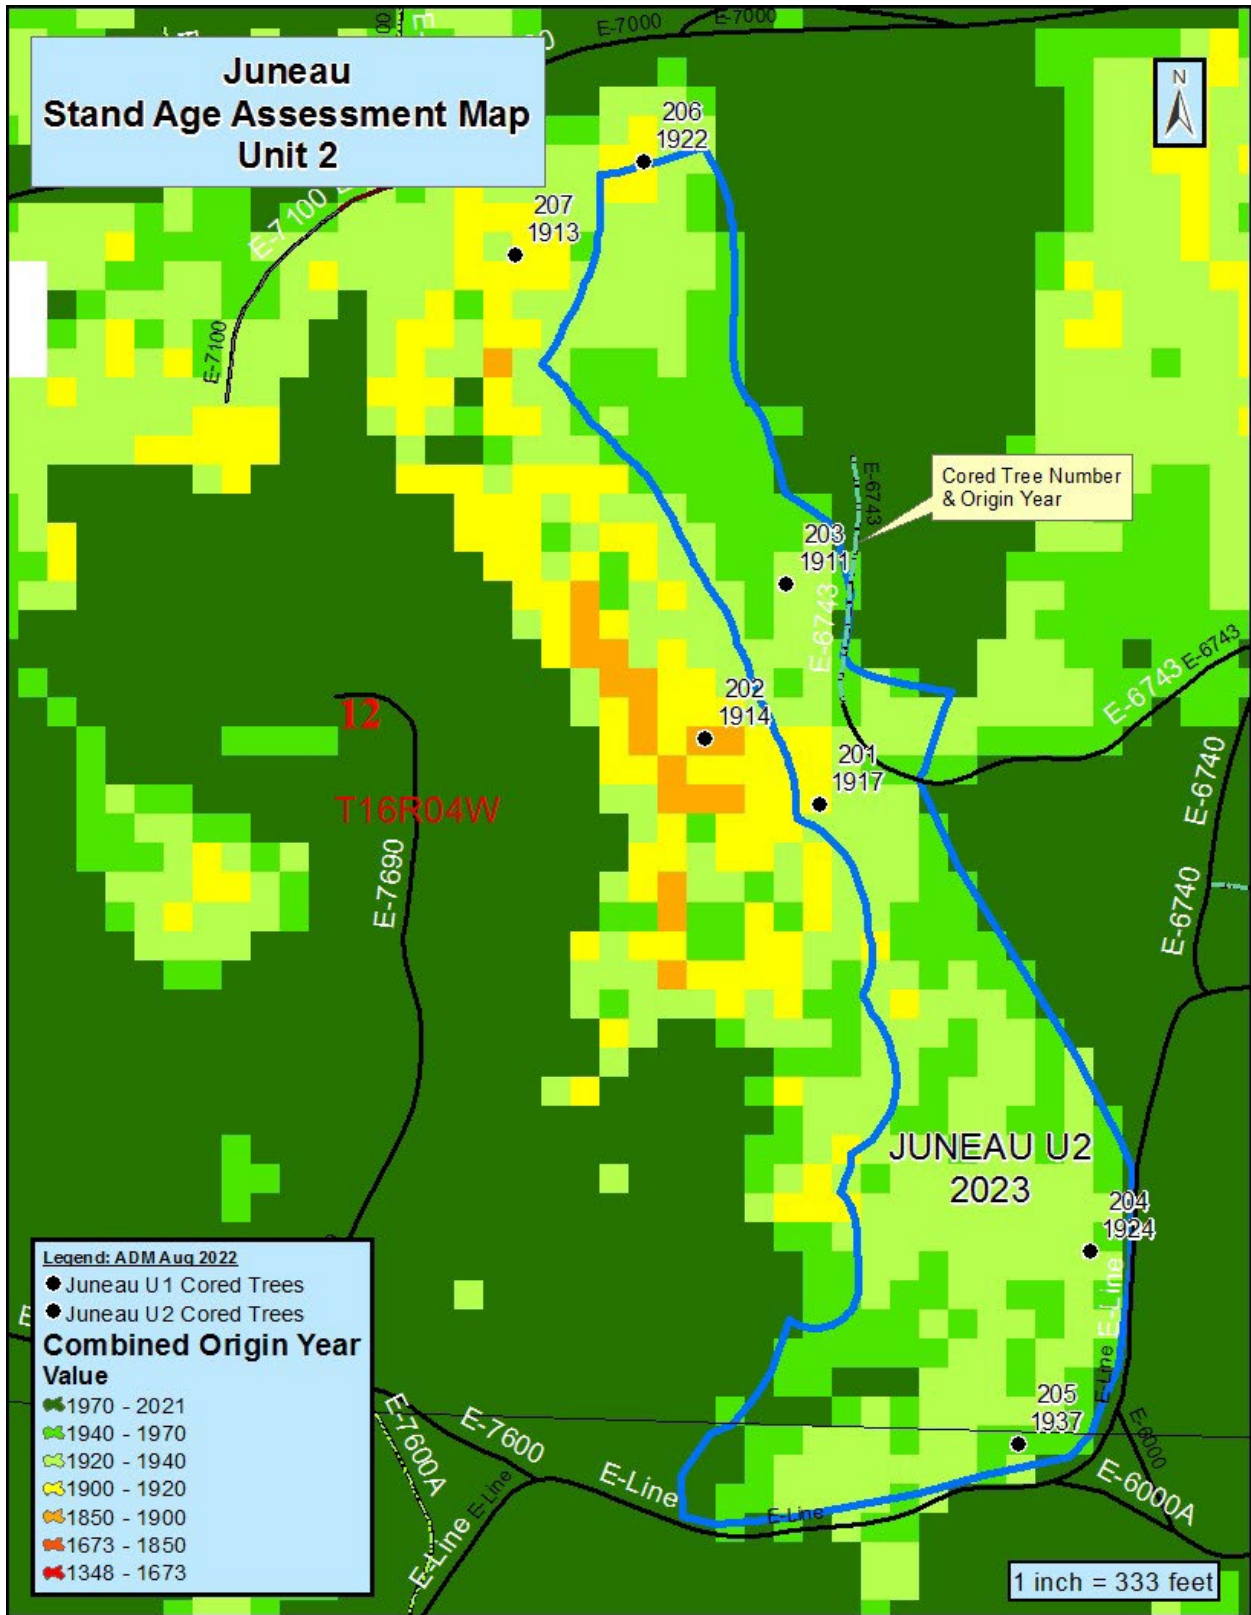 E-7000
E-7000
00
Juneau
Stand Age Assessment Map
Unit 2
N
206
1922
207
1913
E-7100
E-7100
Cored Tree Number
& Origin Year
E-6743
203
1911
E-6743
E-6743
E-6743
202
1914
12
201
1917
T16R04W
E-6740
E-7690
E-6740
JUNEAU U2
2023
204
1924
E-Line
E-Line
Legend: ADM Aug 2022
Juneau U1 Cored Trees
Juneau U2 Cored Trees
Combined Origin Year
Value
1970 - 2021
1940 - 1970
1920 - 1940
1900 - 1920
1850 - 1900
1673 - 1850
1348 - 1673
205
1937
E-7600A
E-7600
E-6000
E-Line
E-Line
E-Line
E-6000A
E-Line
1 inch = 333 feet